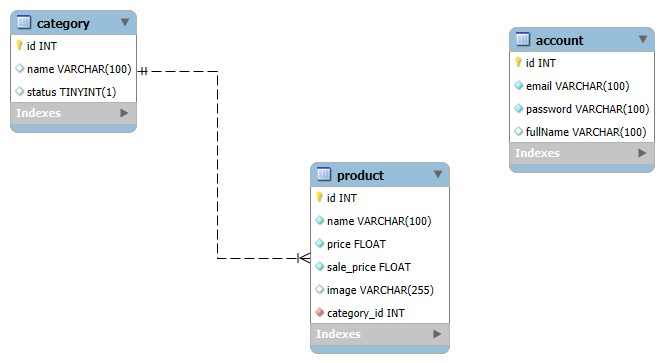 category
id INT
name VARCHAR(100)
status TINYINT(1)
Indexes
product
id INT
name VARCHAR(100)
price FLOAT
sale_price FLOAT
image VARCHAR(255)
category_id INT
Indexes
account
id INT
email VARCHAR(100)
password VARCHAR(100)
fullName VARCHAR(100)
Indexes